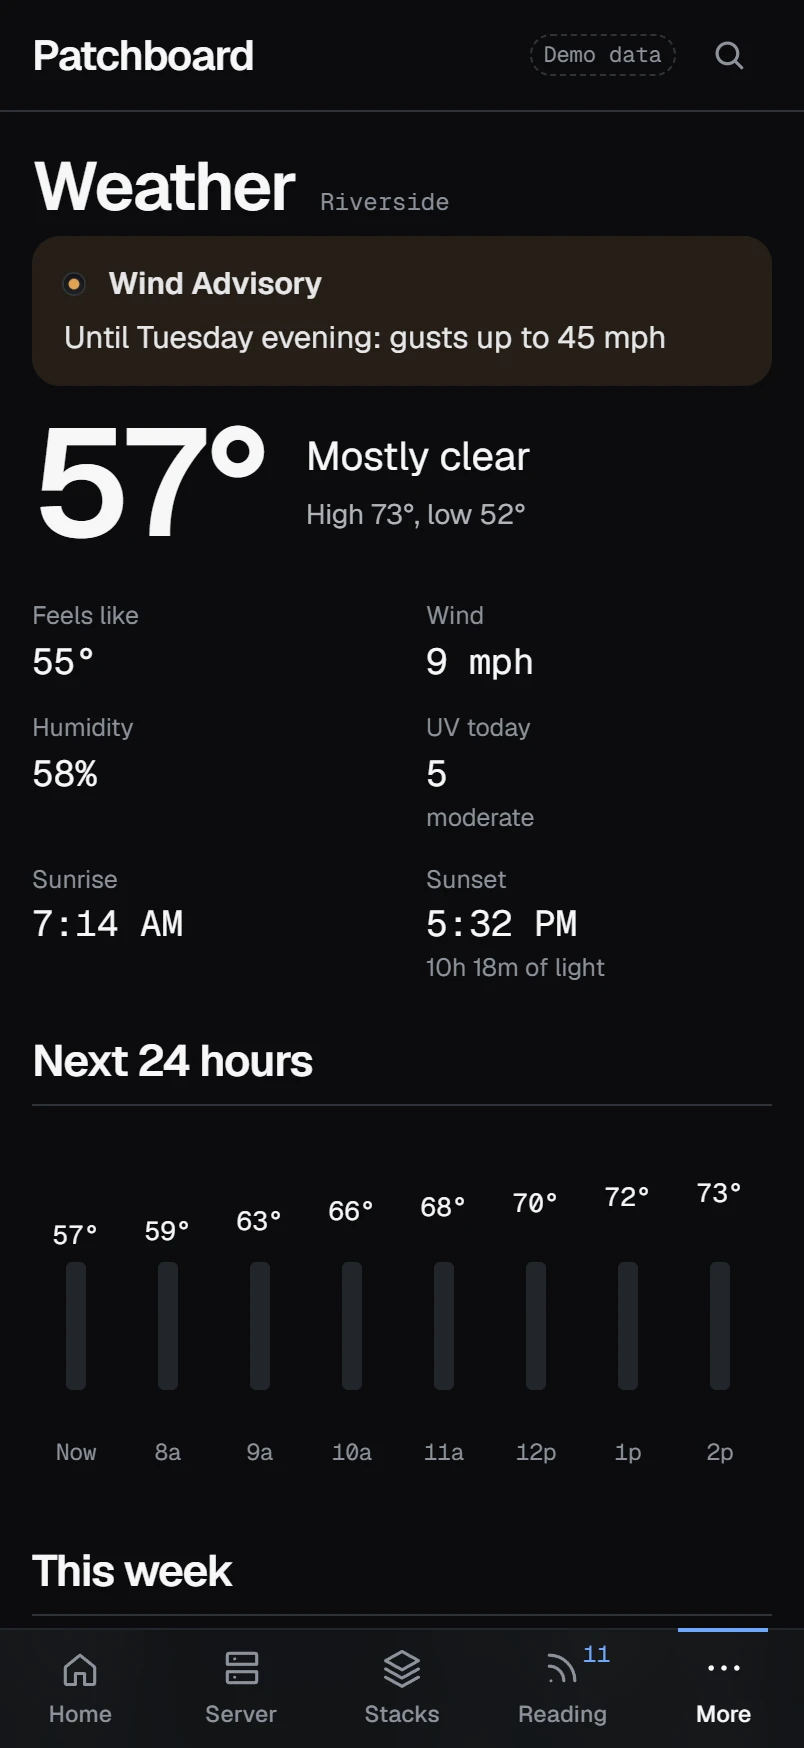 Patchboard
Demo data
Weather Riverside
Wind Advisory
Until Tuesday evening: gusts up to 45 mph
57°
Mostly clear
High 73°, low 52°
Feels like
55°
Wind
9 mph
Humidity
58%
UV today
5
moderate
Sunrise
7:14 AM
Sunset
5:32 PM
10h 18m of light
Next 24 hours
57° 59° 63° 66° 68° 70° 72° 73°
Now 8a 9a 10a 11a 12p 1p 2p
This week
11
Home Server Stacks Reading More